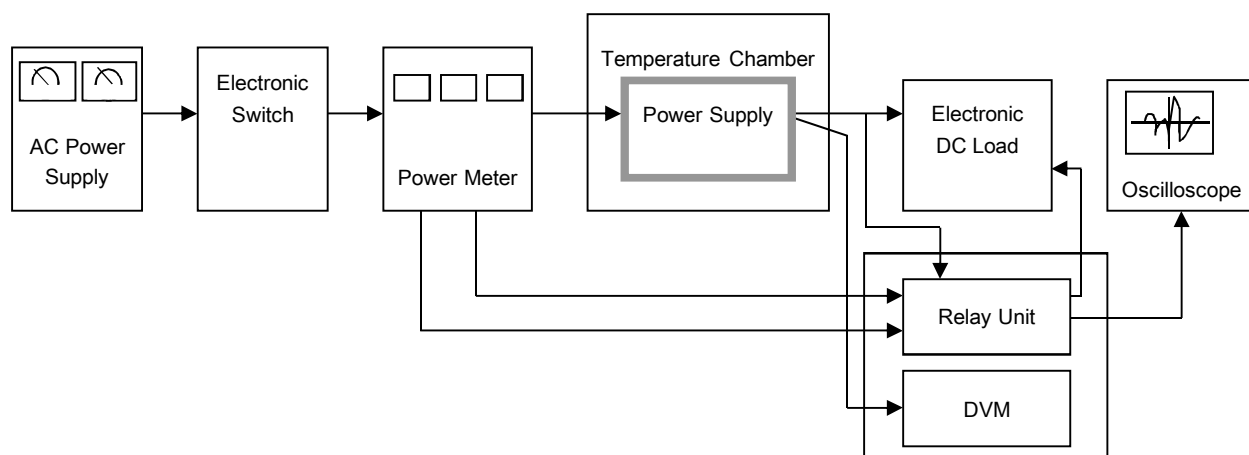 AC Power
Supply
Electronic
Switch
Power Meter
Temperature Chamber
Power Supply
Electronic
DC Load
Oscilloscope
Relay Unit
DVM